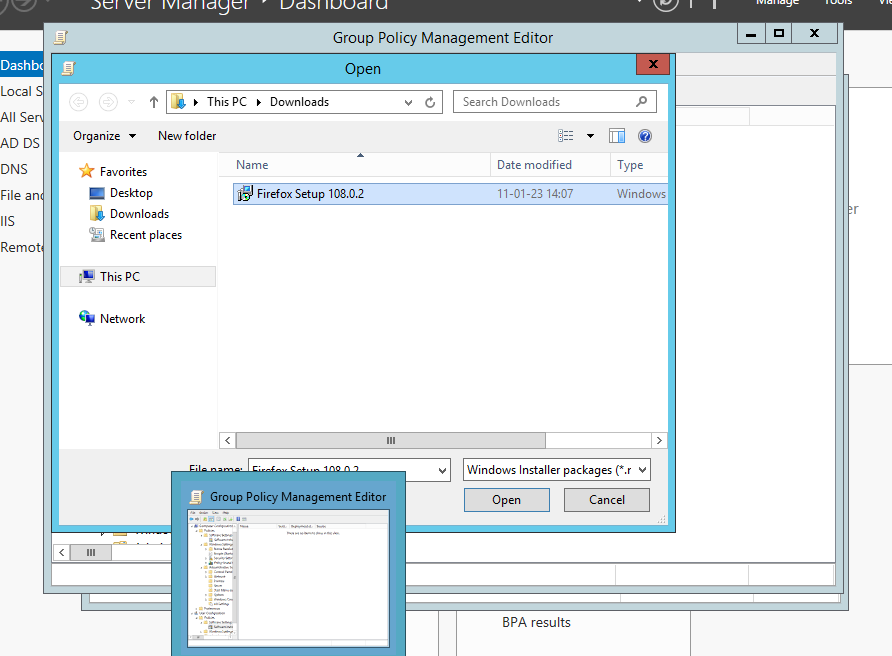 Server Manager · Dashboard
Manage
Tools
Group Policy Management Editor
Open
This PC
Downloads
Search Downloads
Organize
New folder
Name
Date modified
Type
Favorites
Desktop
Downloads
Recent places
This PC
Network
Firefox Setup 108.0.2
11-01-23 14:07
Windows
Dashbo
Local S
All Serv
AD DS
DNS
File and
IIS
Remote
er
File name:
Firefox Setup 108.0.2
Windows Installer packages (*.r
Open
Cancel
Group Policy Management Editor
BPA results